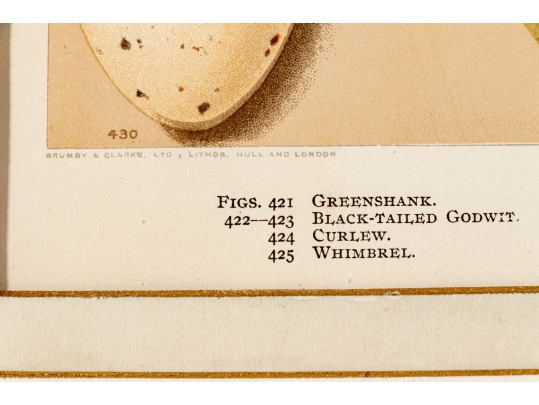 430
BRUMBY & CLARKE, LTD, LITHOS. HULL AND LONDON
FIGS. 421 GREENSHANK.
422—423 BLACK-TAILED GODWIT.
424 CURLEW.
425 WHIMBREL.